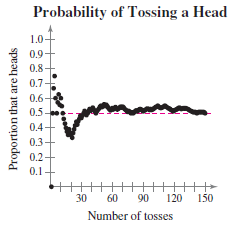 Probability of Tossing a Head
Proportion that are heads
1.0
0.9
0.8
0.7
0.6
0.5
0.4
0.3
0.2
0.1
30 60 90 120 150
Number of tosses